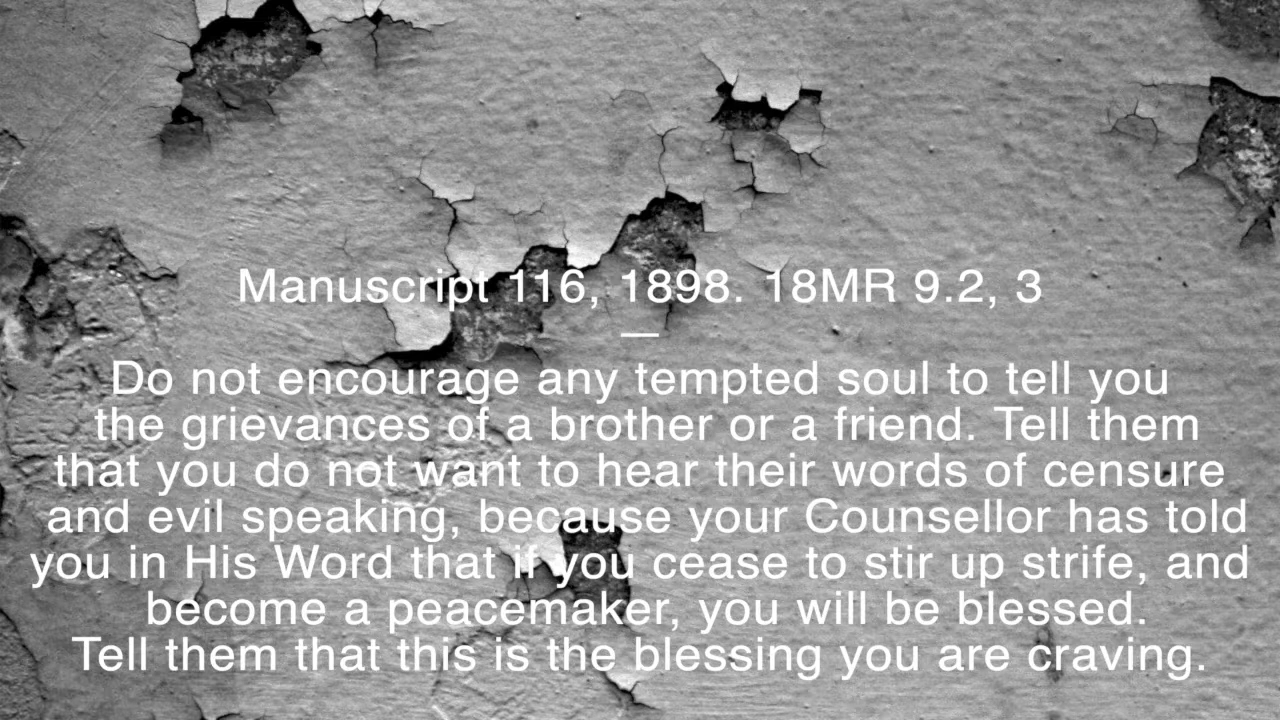 Manuscript 116, 1898. 18MR 9.2, 3
—
Do not encourage any tempted soul to tell you
the grievances of a brother or a friend. Tell them
that you do not want to hear their words of censure
and evil speaking, because your Counsellor has told
you in His Word that if you cease to stir up strife, and
become a peacemaker, you will be blessed.
Tell them that this is the blessing you are craving.